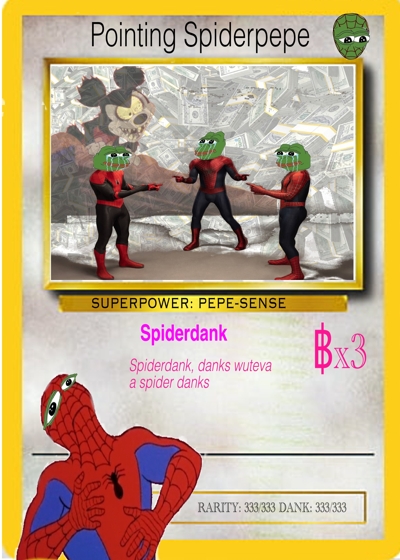 Pointing Spiderpepe
SUPERPOWER: PEPE-SENSE
Spiderdank
Spiderdank, danks wuteva
a spider danks
฿x3
RARITY: 333/333 DANK: 333/333